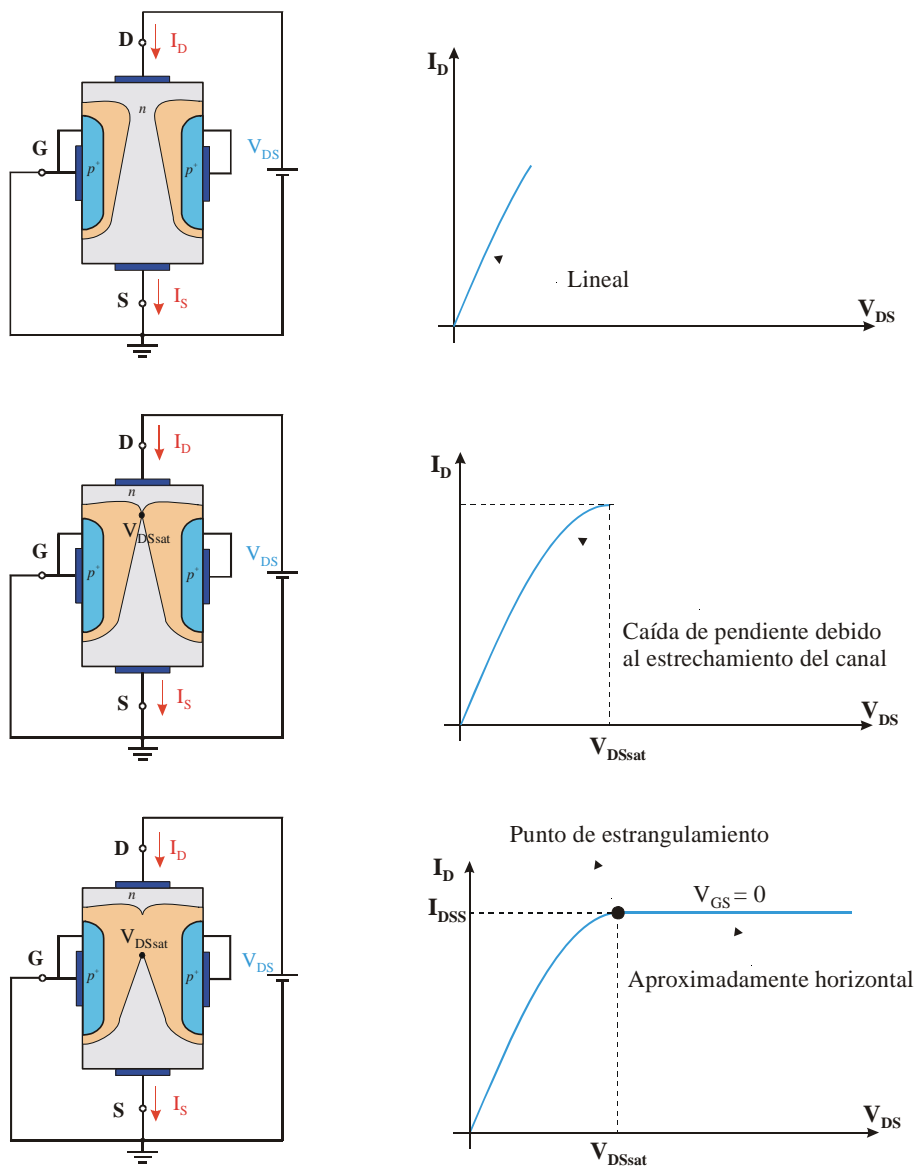 D
I_D
n
G
p⁺
p⁺
V_DS
S
I_S
I_D
Lineal
V_DS
D
I_D
n
V_DSsat
G
p⁺
p⁺
V_DS
S
I_S
I_D
Caída de pendiente debido
al estrechamiento del canal
V_DS
V_DSsat
D
I_D
n
V_DSsat
G
p⁺
p⁺
V_DS
S
I_S
Punto de estrangulamiento
I_D
I_DSS
V_GS = 0
Aproximadamente horizontal
V_DS
V_DSsat